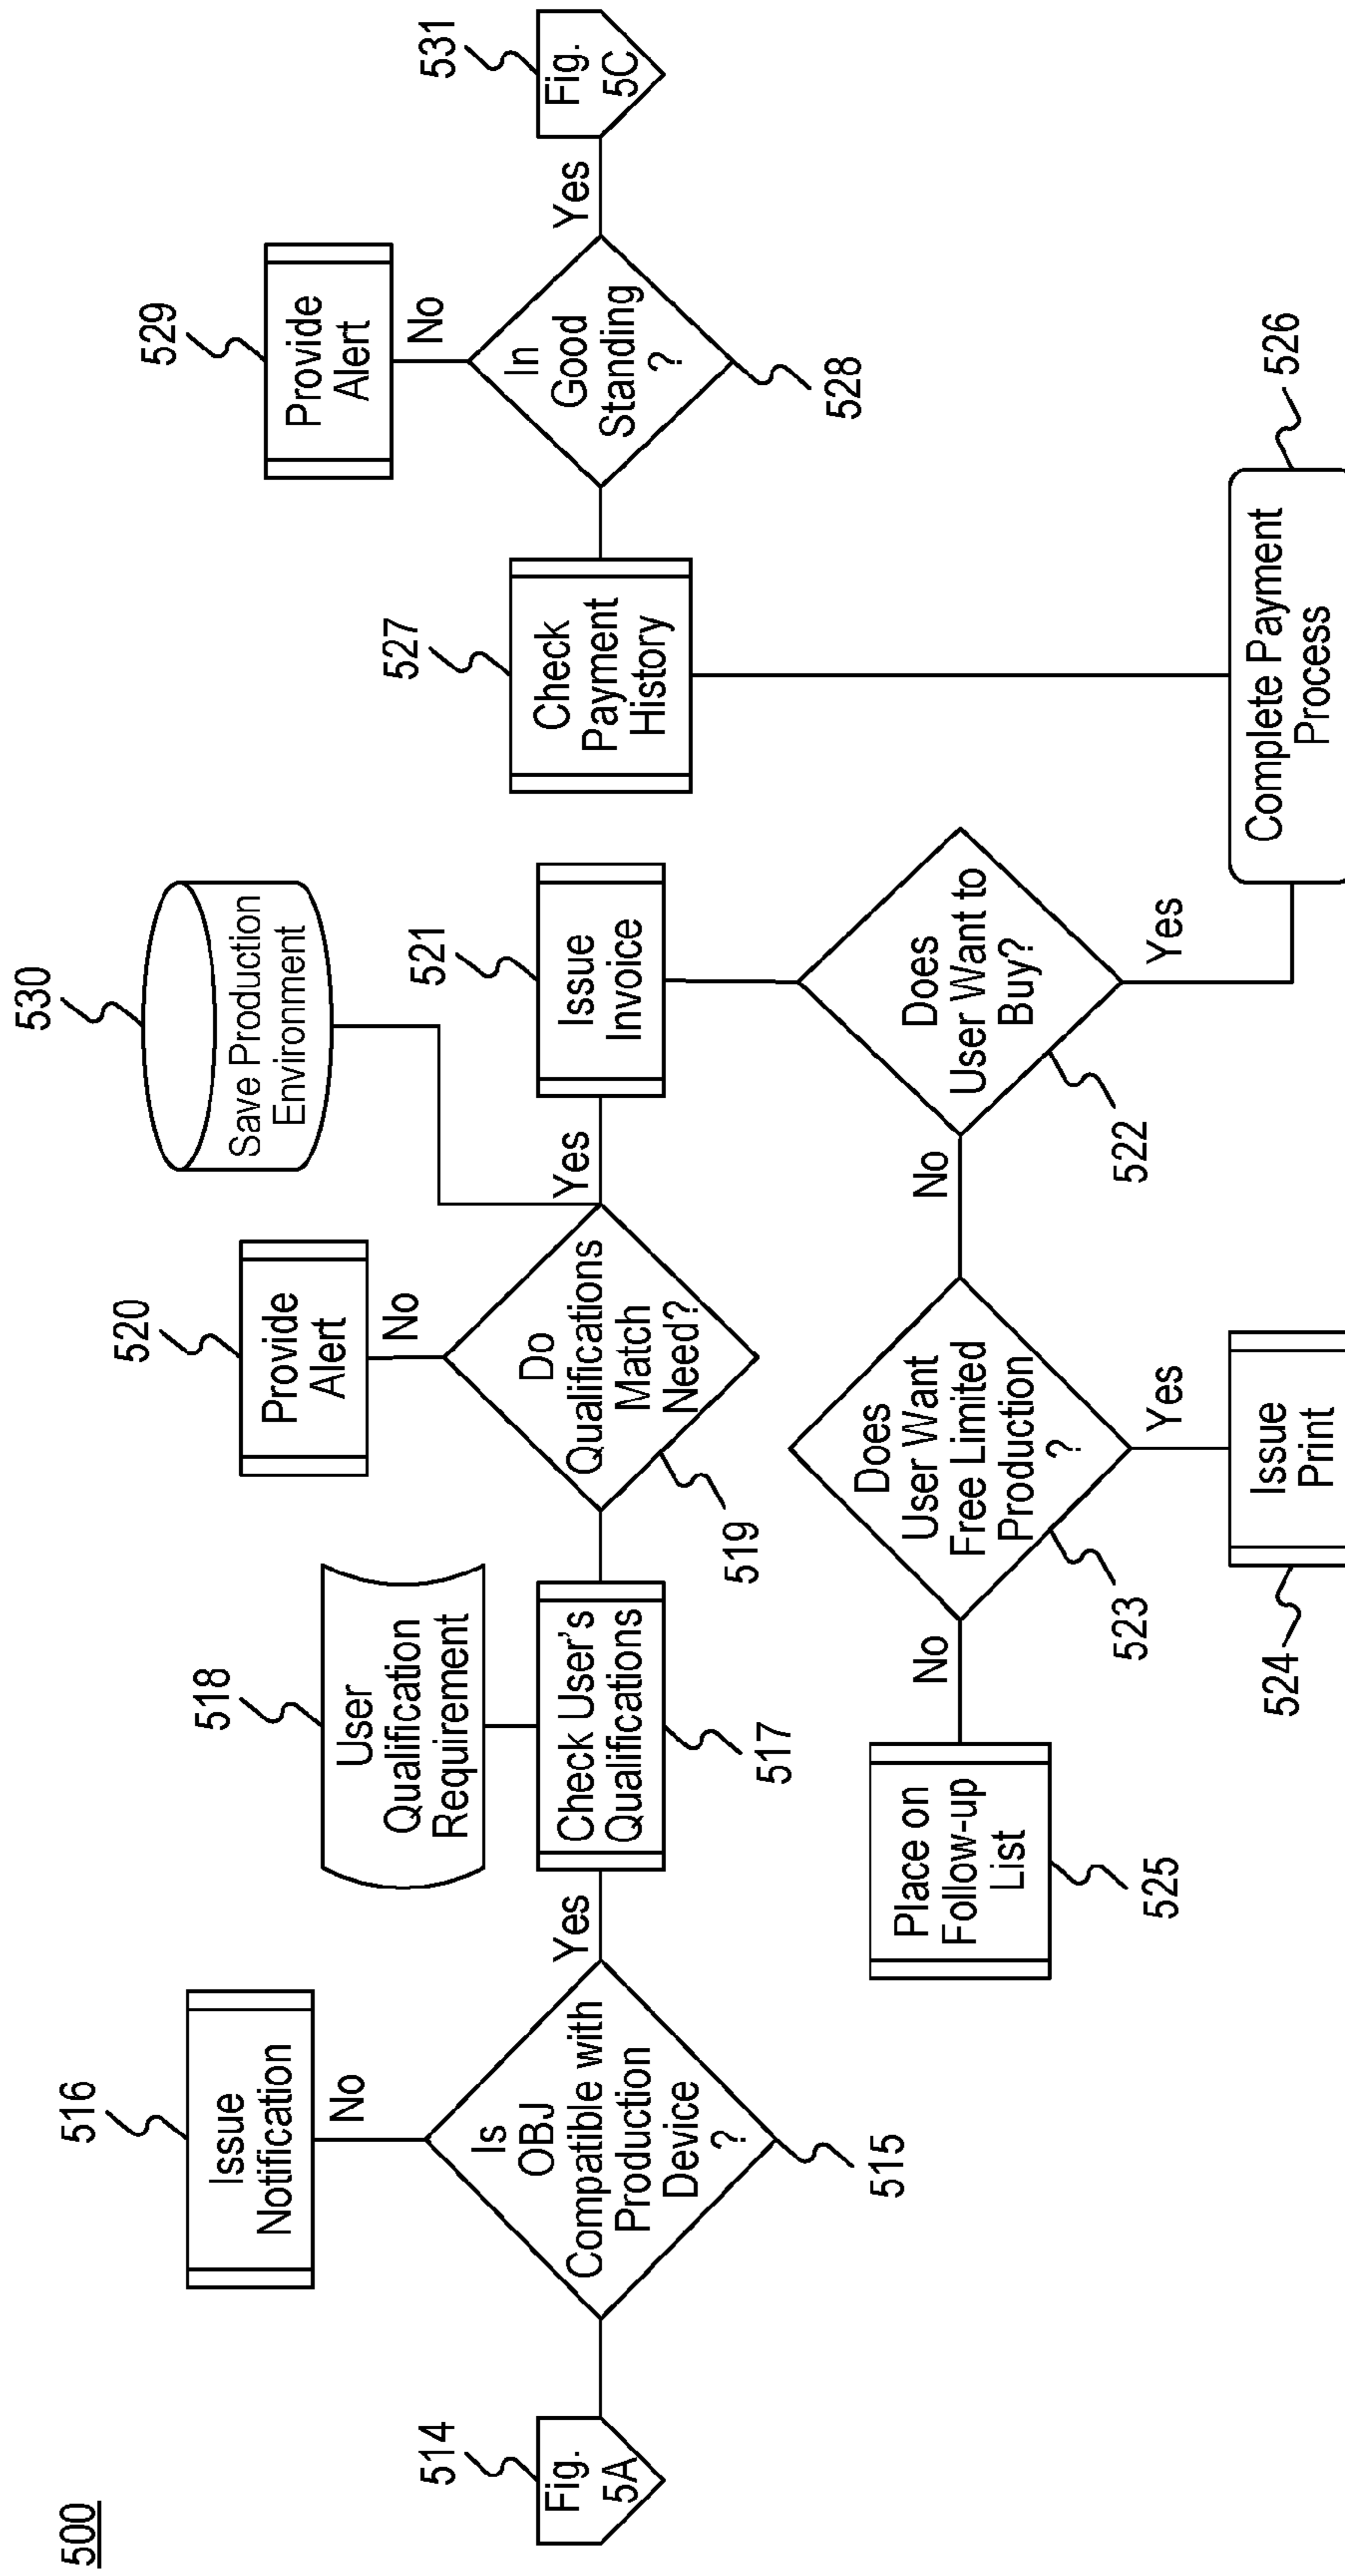 500
514
Fig.
5A
516
Issue
Notification
No
Is
OBJ
Compatible with
Production
Device
?
515
Yes
518
User
Qualification
Requirement
Check User's
Qualifications
517
520
Provide
Alert
No
Do
Qualifications
Match
Need?
519
Yes
530
Save Production
Environment
521
Issue
Invoice
527
Check
Payment
History
529
Provide
Alert
No
In
Good
Standing
?
528
Yes
531
Fig.
5C
Place on
Follow-up
List
525
No
Does
User Want
Free Limited
Production
?
523
Yes
524
Issue
Print
No
Does
User Want to
Buy?
522
Yes
Complete Payment
Process
526